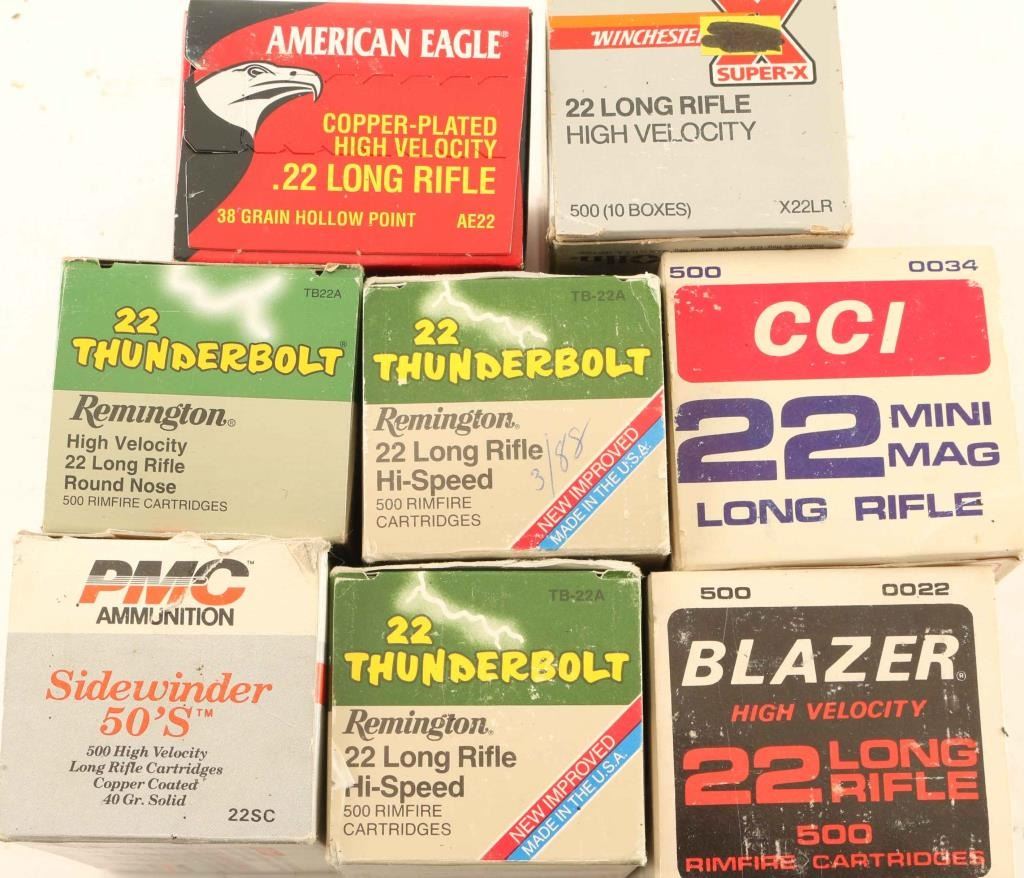 AMERICAN EAGLE®
COPPER-PLATED
HIGH VELOCITY
.22 LONG RIFLE
38 GRAIN HOLLOW POINT AE22
WINCHESTER
X
SUPER-X
22 LONG RIFLE
HIGH VELOCITY
500 (10 BOXES) X22LR
TB22A
22
THUNDERBOLT®
Remington®
High Velocity
22 Long Rifle
Round Nose
500 RIMFIRE CARTRIDGES
TB-22A
22
THUNDERBOLT
Remington®
22 Long Rifle
Hi-Speed
500 RIMFIRE
CARTRIDGES
3/88
NEW IMPROVED
MADE IN THE U.S.A.
500 0034
CCI
22 MINI
MAG
LONG RIFLE
PMC™
AMMUNITION
Sidewinder
50'S™
500 High Velocity
Long Rifle Cartridges
Copper Coated
40 Gr. Solid
22SC
TB-22A
22
THUNDERBOLT
Remington®
22 Long Rifle
Hi-Speed
500 RIMFIRE
CARTRIDGES
NEW IMPROVED
MADE IN THE U.S.A.
500 0022
BLAZER®
HIGH VELOCITY
22 LONG
RIFLE
500
RIMFIRE CARTRIDGES